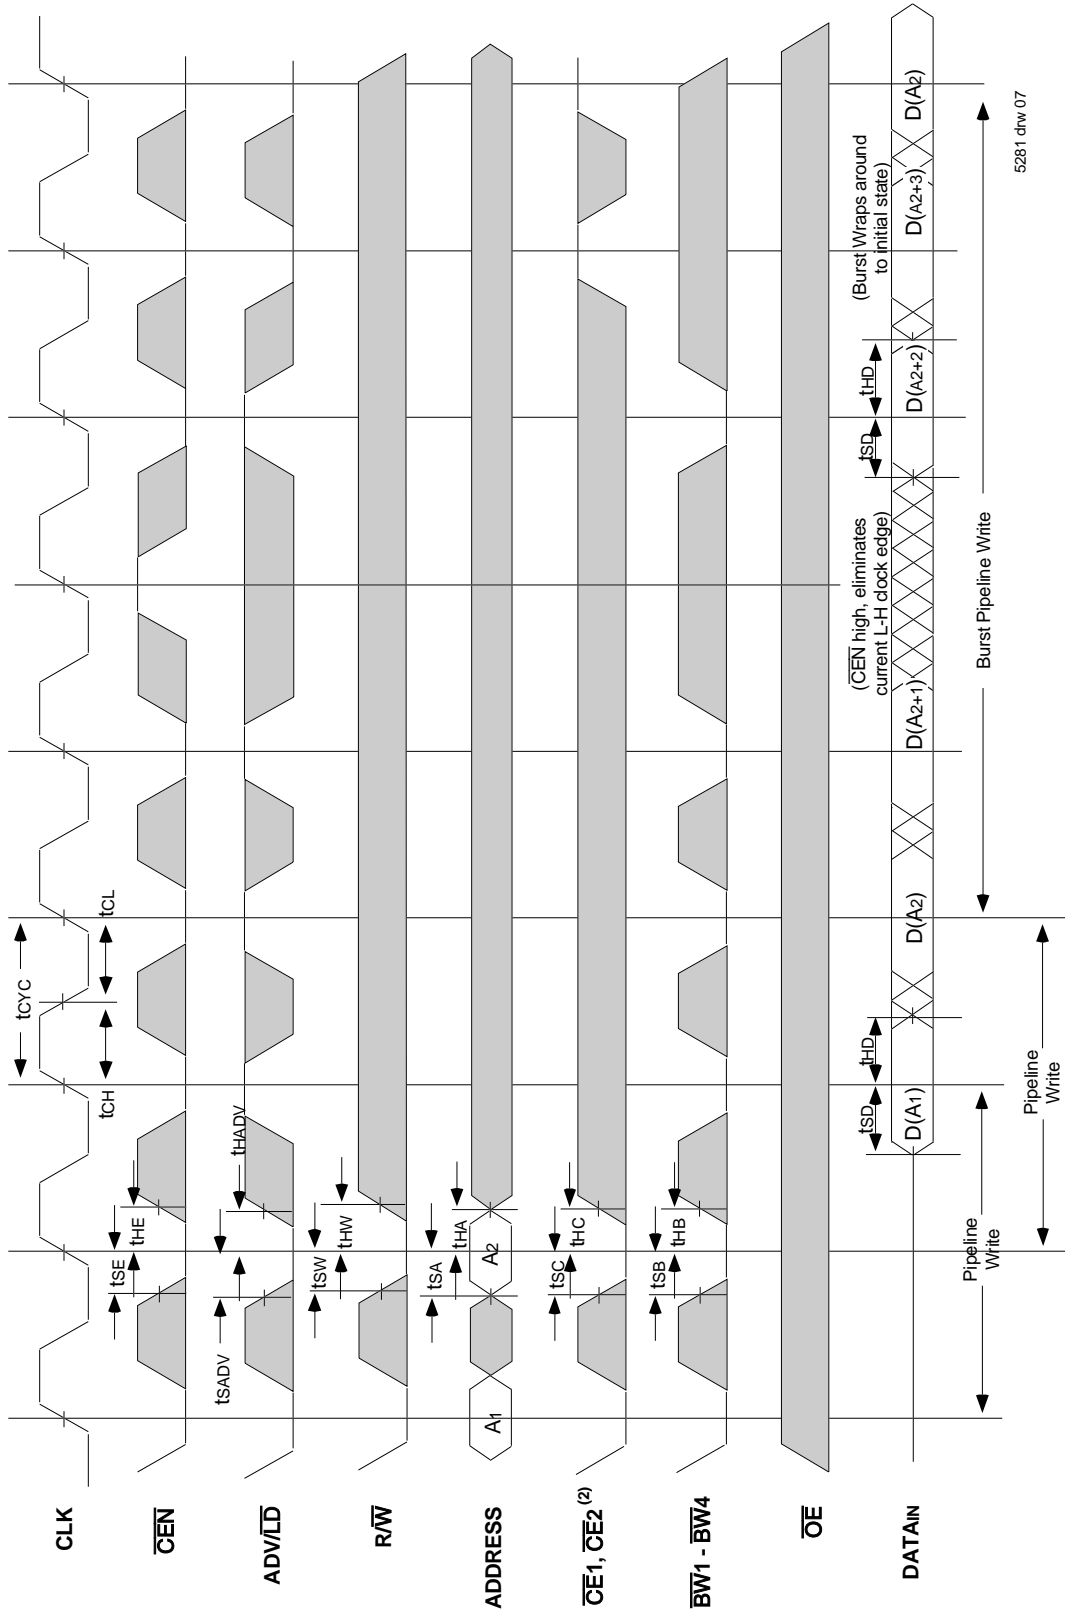 CLK
tCYC
tCH
tCL
CEN
tSE
tHE
ADV/LD
tSADV
tHADV
R/W
tSW
tHW
ADDRESS
A1
A2
tSA
tHA
CE1, CE2 (2)
tSC
tHC
BW1 - BW4
tSB
tHB
OE
DATAIN
tSD
tHD
D(A1)
D(A2)
D(A2+1)
(CEN high, eliminates
current L-H clock edge)
tSD
tHD
D(A2+2)
(Burst Wraps around
to initial state)
D(A2+3)
D(A2)
Pipeline
Write
Pipeline
Write
Burst Pipeline Write
5281 drw 07